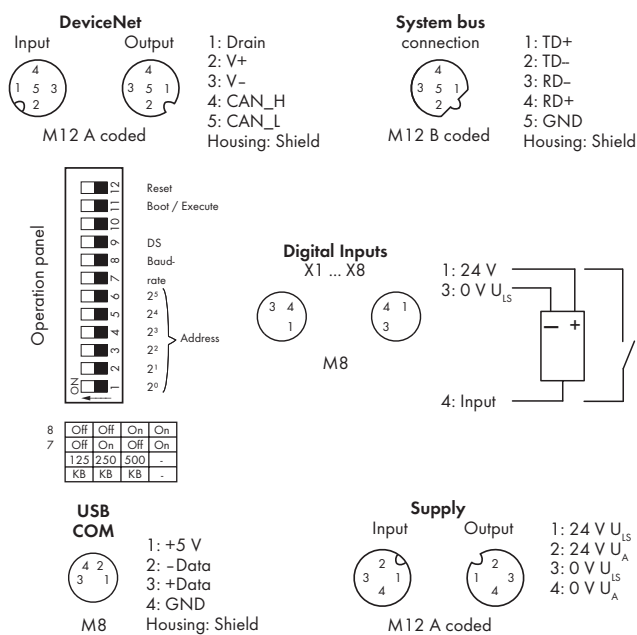 DeviceNet
Input Output
4 4
1 5 3 3 5 1
2 2
M12 A coded
1: Drain
2: V+
3: V–
4: CAN_H
5: CAN_L
Housing: Shield
System bus
connection
4
3 5 1
2
M12 B coded
1: TD+
2: TD–
3: RD–
4: RD+
5: GND
Housing: Shield
Operation panel
12 Reset
11 Boot / Execute
10
9 DS
8 Baud-
7 rate
6 2⁵
5 2⁴
4 2³
3 2²
2 2¹
1 2⁰
Address
ON
8 Off Off On On
7 Off On Off On
125 250 500 -
KB KB KB -
Digital Inputs
X1 ... X8
3 4 4 1
1 3
M8
1: 24 V
3: 0 V U_LS
– +
4: Input
USB
COM
4 2
3 1
M8
1: +5 V
2: –Data
3: +Data
4: GND
Housing: Shield
Supply
Input Output
2 2
3 1 1 3
4 4
M12 A coded
1: 24 V U_LS
2: 24 V U_A
3: 0 V U_LS
4: 0 V U_A